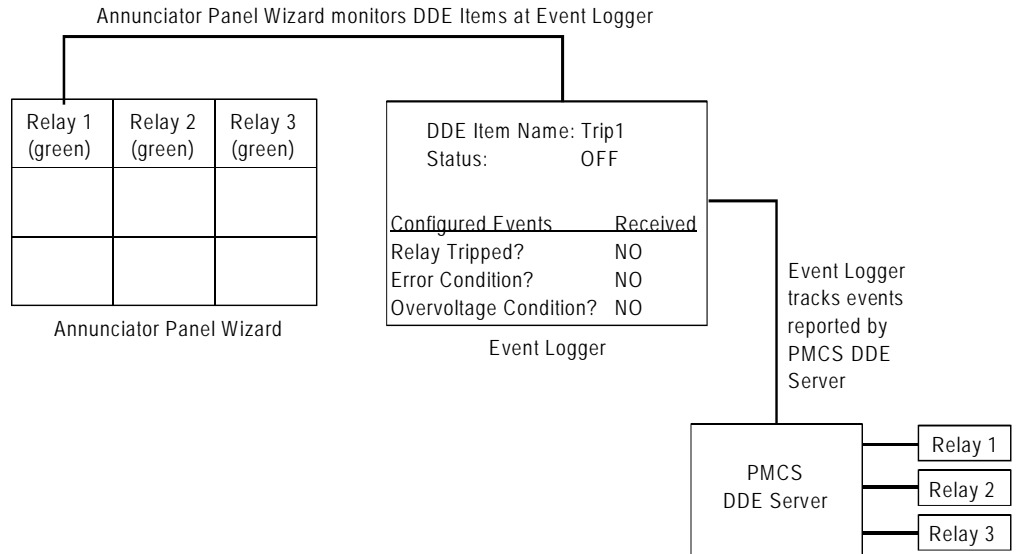 Annunciator Panel Wizard monitors DDE Items at Event Logger
Relay 1
(green)
Relay 2
(green)
Relay 3
(green)
Annunciator Panel Wizard
DDE Item Name: Trip1
Status: OFF
Configured Events Received
Relay Tripped? NO
Error Condition? NO
Overvoltage Condition? NO
Event Logger
Event Logger
tracks events
reported by
PMCS DDE
Server
PMCS
DDE Server
Relay 1
Relay 2
Relay 3